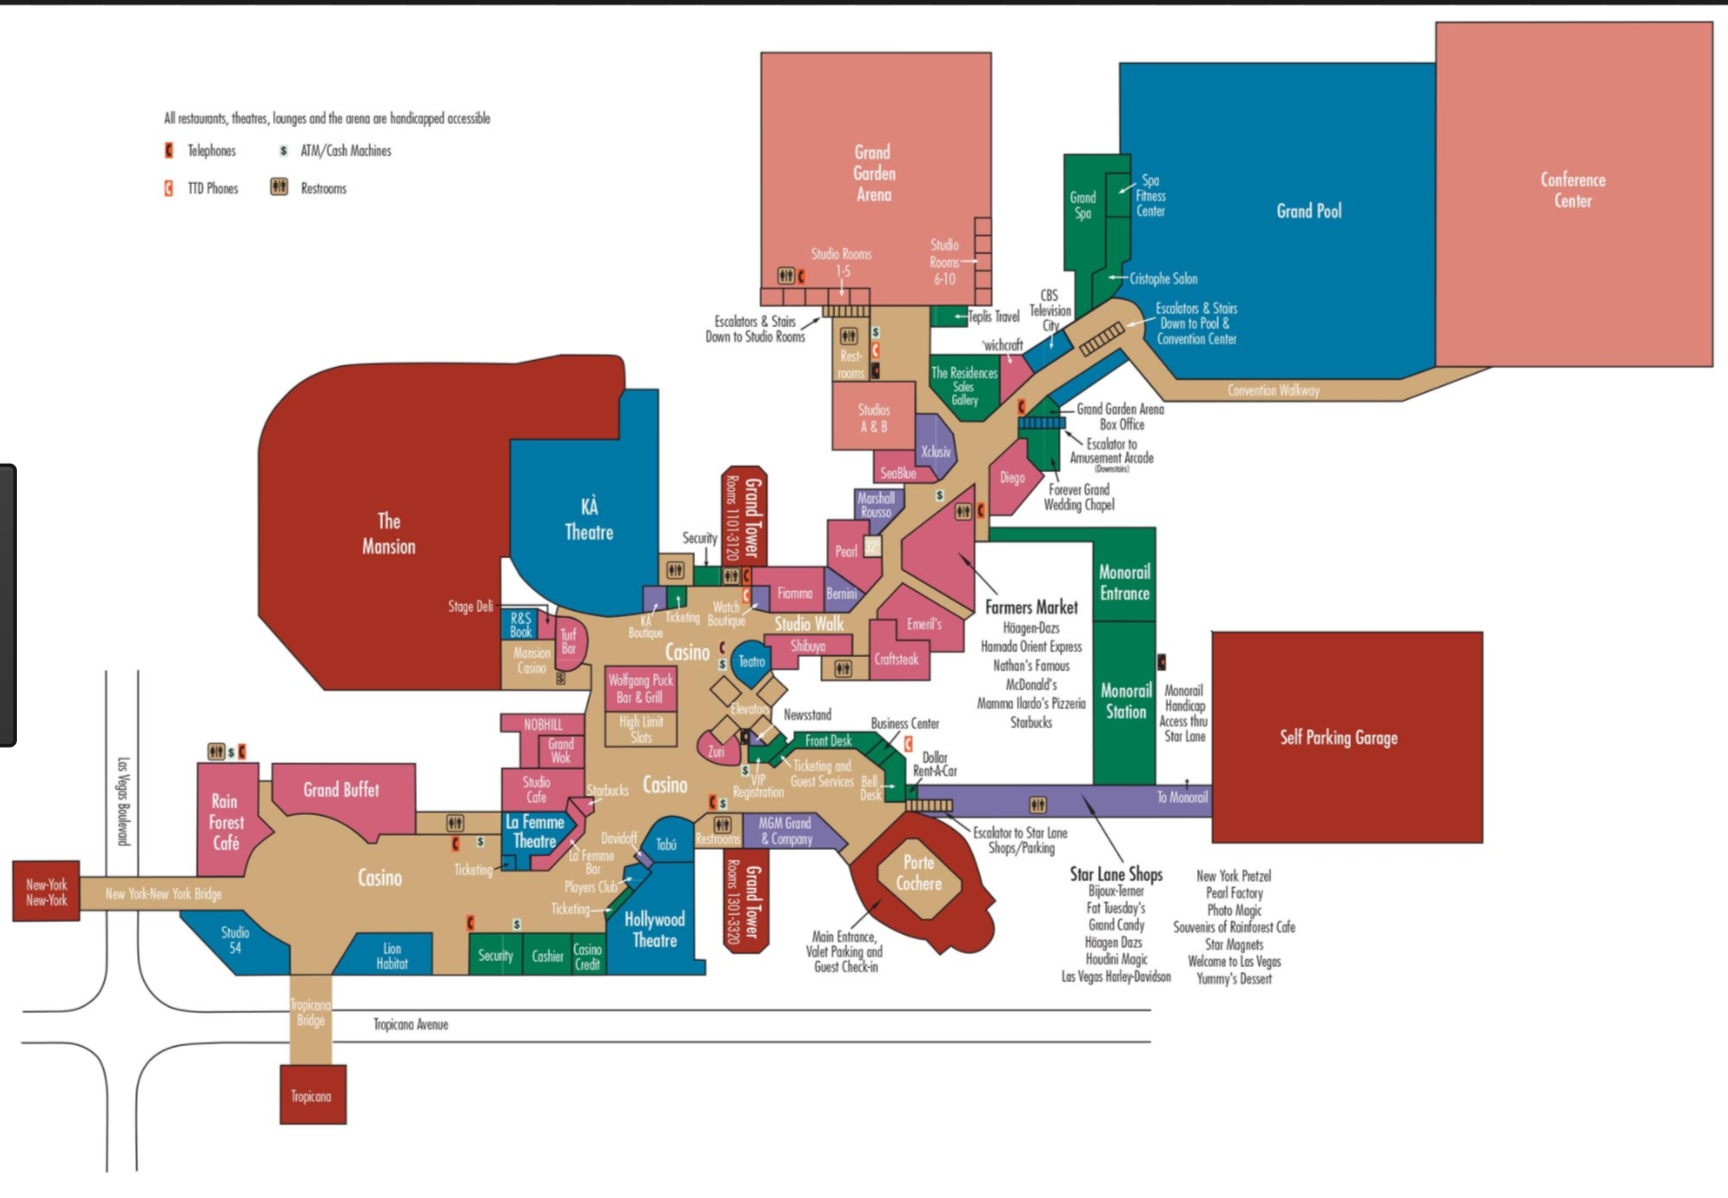 All restaurants, theatres, lounges and the arena are handicapped accessible
Telephones
$ ATM/Cash Machines
TTD Phones
Restrooms
Grand
Garden
Arena
Studio Rooms
1-5
Studio
Rooms
6-10
Escalators & Stairs
Down to Studio Rooms
Rest-
rooms
$
Teplis Travel
CBS
Television
City
'wichcraft
The Residences
Sales
Gallery
Grand
Spa
Spa
Fitness
Center
Cristophe Salon
Escalators & Stairs
Down to Pool &
Convention Center
Grand Pool
Conference
Center
Convention Walkway
Studios
A & B
Xclusiv
SeaBlue
Grand Garden Arena
Box Office
Escalator to
Amusement Arcade
(Downstairs)
Diego
Forever Grand
Wedding Chapel
Marshall
Rousso
$
Pearl
32°
The
Mansion
KÀ
Theatre
Grand Tower
Rooms 1101-3120
Security
Fiamma
Bernini
Watch
Boutique
Ticketing
KÀ
Boutique
Studio Walk
Stage Deli
R&S
Book
Turf
Bar
Mansion
Casino
$
Casino
$
Teatro
Shibuya
Emeril's
Craftsteak
Farmers Market
Häagen-Dazs
Hamada Orient Express
Nathan's Famous
McDonald's
Mamma Ilardo's Pizzeria
Starbucks
Monorail
Entrance
Monorail
Station
Monorail
Handicap
Access thru
Star Lane
Self Parking Garage
To Monorail
Wolfgang Puck
Bar & Grill
High Limit
Slots
Elevators
Newsstand
Zuri
$
VIP
Registration
Front Desk
Ticketing and
Guest Services
Business Center
Bell
Desk
Dollar
Rent-A-Car
Escalator to Star Lane
Shops/Parking
NOBHILL
Grand
Wok
Studio
Cafe
Starbucks
Casino
$
La Femme
Theatre
La Femme
Bar
Ticketing
Davidoff
Tabú
Restrooms
MGM Grand
& Company
Players Club
Ticketing
Hollywood
Theatre
Grand Tower
Rooms 1301-3320
Porte
Cochere
Main Entrance,
Valet Parking and
Guest Check-in
Star Lane Shops
Bijoux-Terner
Fat Tuesday's
Grand Candy
Häagen Dazs
Houdini Magic
Las Vegas Harley-Davidson
New York Pretzel
Pearl Factory
Photo Magic
Souvenirs of Rainforest Cafe
Star Magnets
Welcome to Las Vegas
Yummy's Dessert
Las Vegas Boulevard
$
Rain
Forest
Café
Grand Buffet
$
Casino
New-York
New-York
New York-New York Bridge
Studio
54
Lion
Habitat
$
Security
Cashier
Casino
Credit
Tropicana
Bridge
Tropicana Avenue
Tropicana